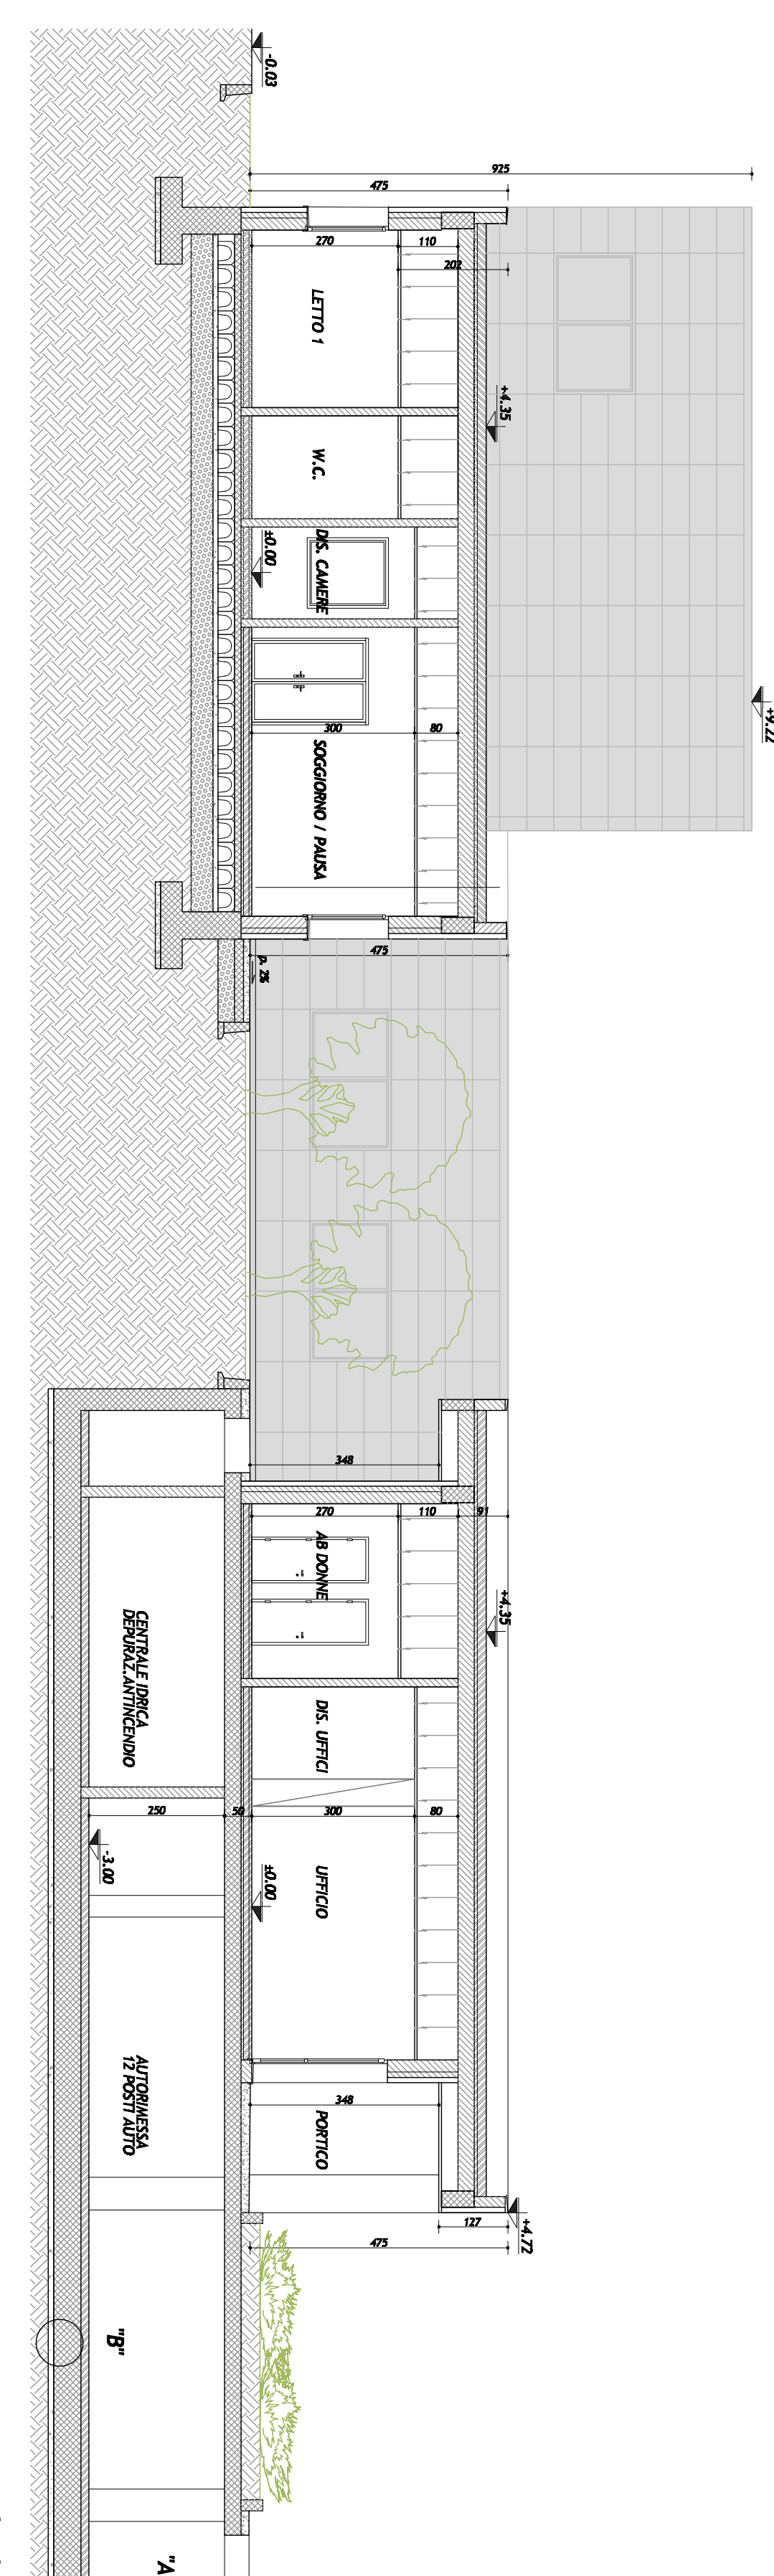 -0.03
925
475
270
110
202
LETTO 1
+4.35
W.C.
±0.00
DIS. CAMERE
+9.22
300
80
SOGGIORNO / PAUSA
475
p. 2%
348
270
110
91
AB DONNE
+4.35
CENTRALE IDRICA
DEPURAZ.ANTINCENDIO
DIS. UFFICI
250
50
300
80
-3.00
±0.00
UFFICIO
AUTORIMESSA
12 POSTI AUTO
348
PORTICO
127
+4.72
475
"B"
"A